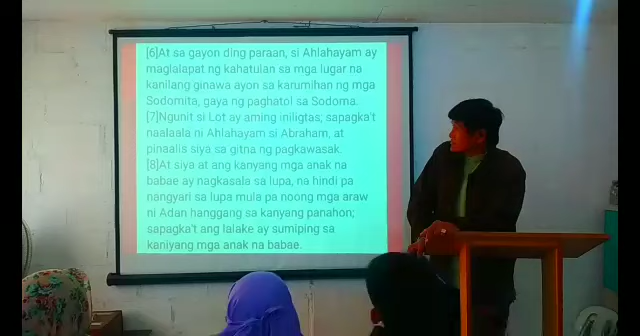 [6]At sa gayon ding paraan, si Ahlahayam ay
maglalapat ng kahatulan sa mga lugar na
kanilang ginawa ayon sa karumihan ng mga
Sodomita, gaya ng paghatol sa Sodoma.
[7]Ngunit si Lot ay aming iniligtas; sapagka't
naalaala ni Ahlahayam si Abraham, at
pinaalis siya sa gitna ng pagkawasak.
[8]At siya at ang kanyang mga anak na
babae ay nagkasala sa lupa, na hindi pa
nangyari sa lupa mula pa noong mga araw
ni Adan hanggang sa kanyang panahon;
sapagka't ang lalake ay sumiping sa
kaniyang mga anak na babae.